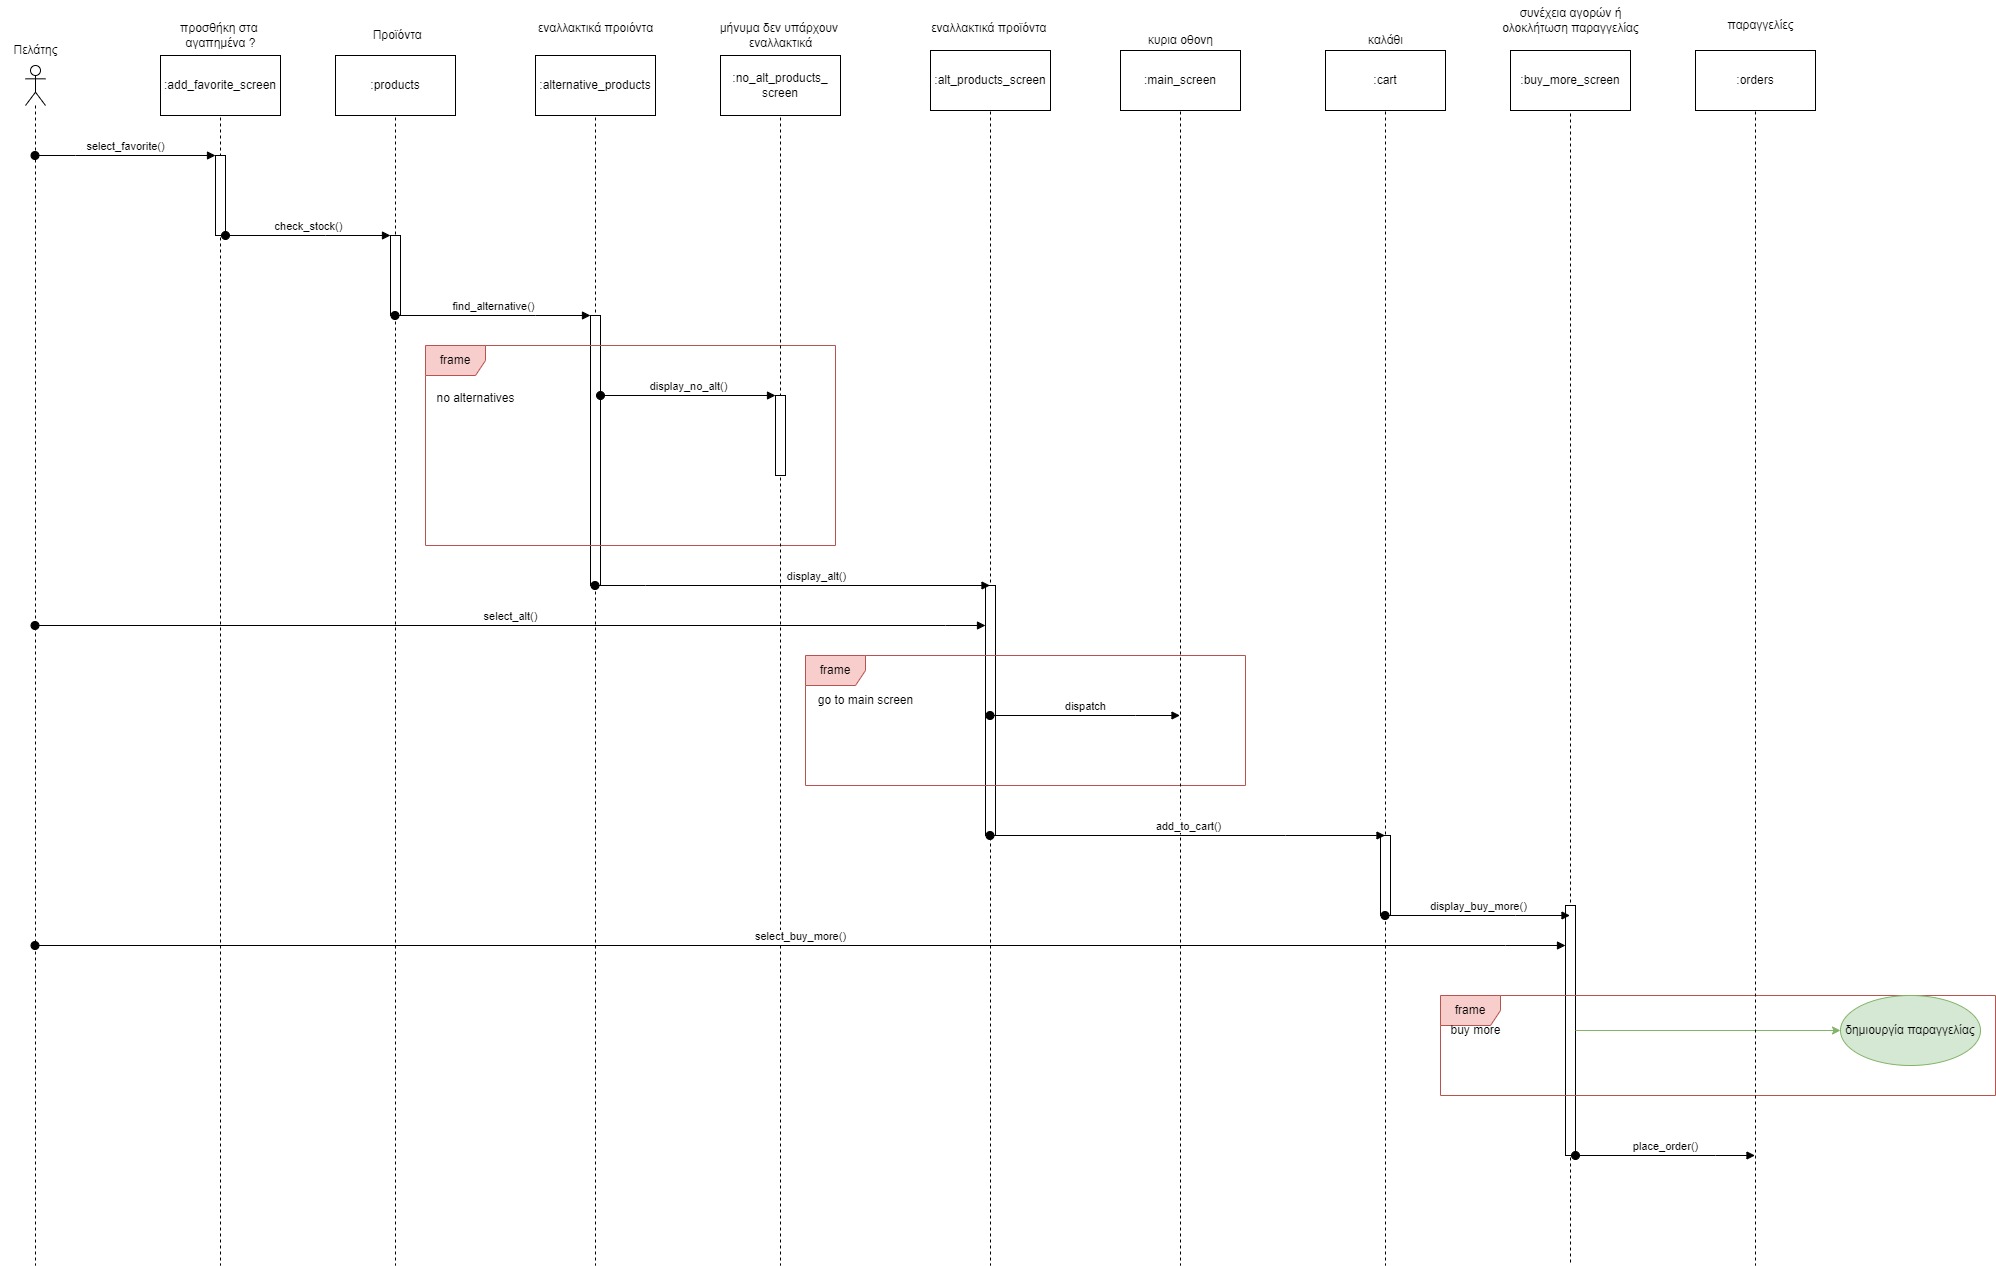 Πελάτης
προσθήκη στα
αγαπημένα ?
Προϊόντα
εναλλακτικά προιόντα
μήνυμα δεν υπάρχουν
εναλλακτικά
εναλλακτικά προϊόντα
κυρια οθονη
καλάθι
συνέχεια αγορών ή
ολοκλήτωση παραγγελίας
παραγγελίες
:add_favorite_screen
:products
:alternative_products
:no_alt_products_
screen
:alt_products_screen
:main_screen
:cart
:buy_more_screen
:orders
select_favorite()
check_stock()
find_alternative()
frame
display_no_alt()
no alternatives
display_alt()
select_alt()
frame
go to main screen
dispatch
add_to_cart()
display_buy_more()
select_buy_more()
frame
buy more
δημιουργία παραγγελίας
place_order()